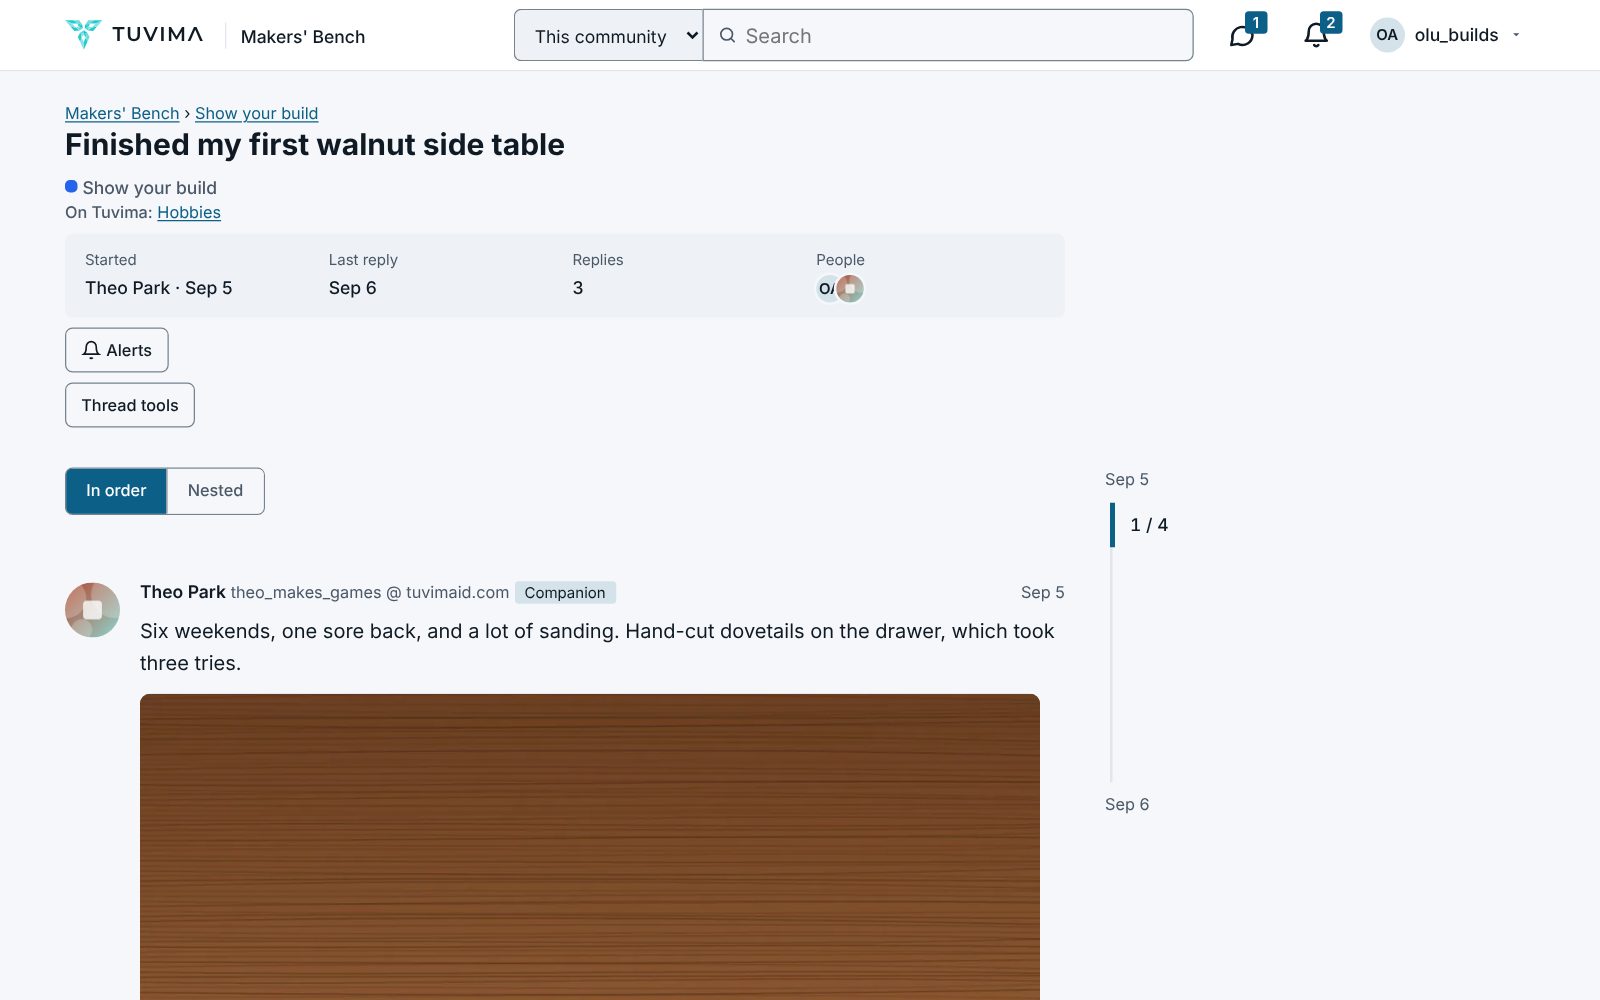 TUVIMA
Makers' Bench
This community
Search
1
2
OA
olu_builds
Makers' Bench › Show your build
Finished my first walnut side table
Show your build
On Tuvima: Hobbies
Started
Last reply
Replies
People
Theo Park · Sep 5
Sep 6
3
Alerts
Thread tools
In order
Nested
Sep 5
1 / 4
Theo Park theo_makes_games @ tuvimaid.com Companion
Sep 5
Six weekends, one sore back, and a lot of sanding. Hand-cut dovetails on the drawer, which took
three tries.
Sep 6